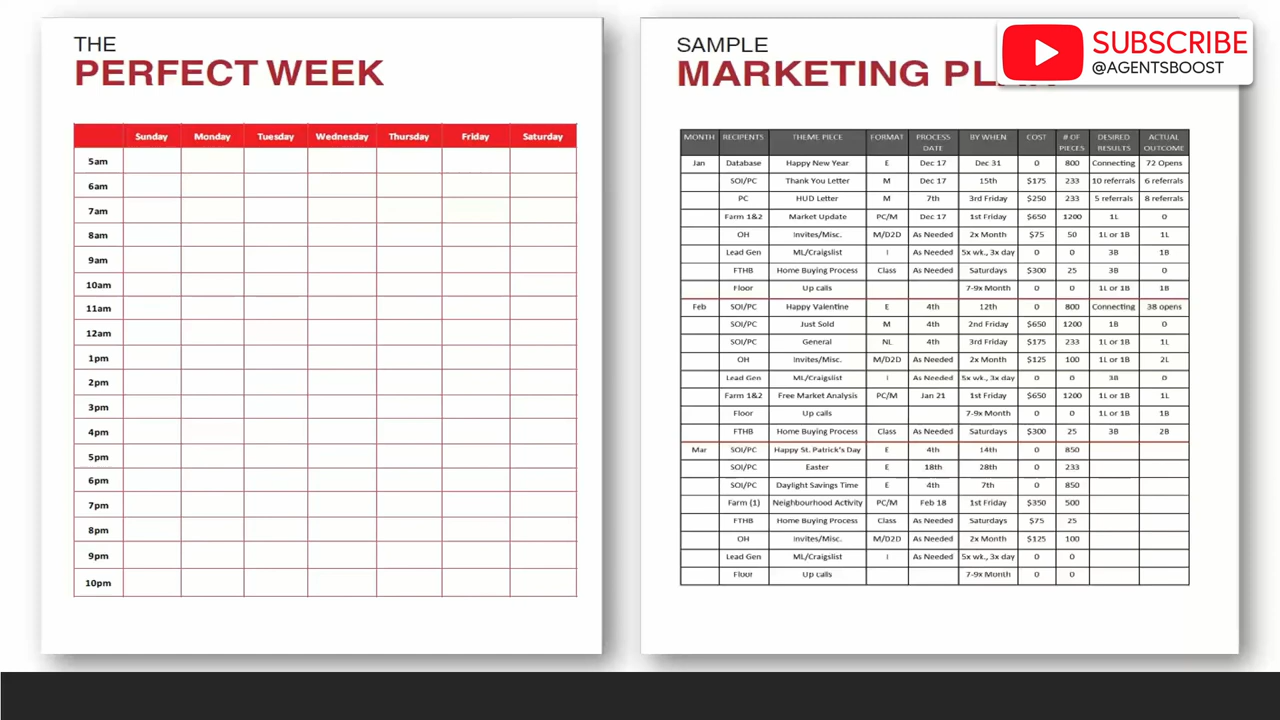 THE
PERFECT WEEK
Sunday Monday Tuesday Wednesday Thursday Friday Saturday
5am
6am
7am
8am
9am
10am
11am
12am
1pm
2pm
3pm
4pm
5pm
6pm
7pm
8pm
9pm
10pm
SAMPLE
MARKETING
SUBSCRIBE
@AGENTSBOOST
MONTH RECIPENTS THEME PIECE FORMAT PROCESS DATE BY WHEN COST # OF PIECES DESIRED RESULTS ACTUAL OUTCOME
Jan Database Happy New Year E Dec 17 Dec 31 0 800 Connecting 72 Opens
SOI/PC Thank You Letter M Dec 17 15th $175 233 10 referrals 6 referrals
PC HUD Letter M 7th 3rd Friday $250 233 5 referrals 8 referrals
Farm 1&2 Market Update PC/M Dec 17 1st Friday $650 1200 1L 0
OH Invites/Misc. M/D2D As Needed 2x Month $75 50 1L or 1B 1L
Lead Gen ML/Craigslist I As Needed 5x wk., 3x day 0 0 3B 1B
FTHB Home Buying Process Class As Needed Saturdays $300 25 3B 0
Floor Up calls 7-9x Month 0 0 1L or 1B 1B
Feb SOI/PC Happy Valentine E 4th 12th 0 800 Connecting 38 opens
SOI/PC Just Sold M 4th 2nd Friday $650 1200 1B 0
SOI/PC General NL 4th 3rd Friday $175 233 1L or 1B 1L
OH Invites/Misc. M/D2D As Needed 2x Month $125 100 1L or 1B 2L
Lead Gen ML/Craigslist I As Needed 5x wk., 3x day 0 0 3B 0
Farm 1&2 Free Market Analysis PC/M Jan 21 1st Friday $650 1200 1L or 1B 1L
Floor Up calls 7-9x Month 0 0 1L or 1B 1B
FTHB Home Buying Process Class As Needed Saturdays $300 25 3B 2B
Mar SOI/PC Happy St. Patrick's Day E 4th 14th 0 850
SOI/PC Easter E 18th 28th 0 233
SOI/PC Daylight Savings Time E 4th 7th 0 850
Farm (1) Neighbourhood Activity PC/M Feb 18 1st Friday $350 500
FTHB Home Buying Process Class As Needed Saturdays $75 25
OH Invites/Misc. M/D2D As Needed 2x Month $125 100
Lead Gen ML/Craigslist I As Needed 5x wk., 3x day 0 0
Floor Up calls 7-9x Month 0 0